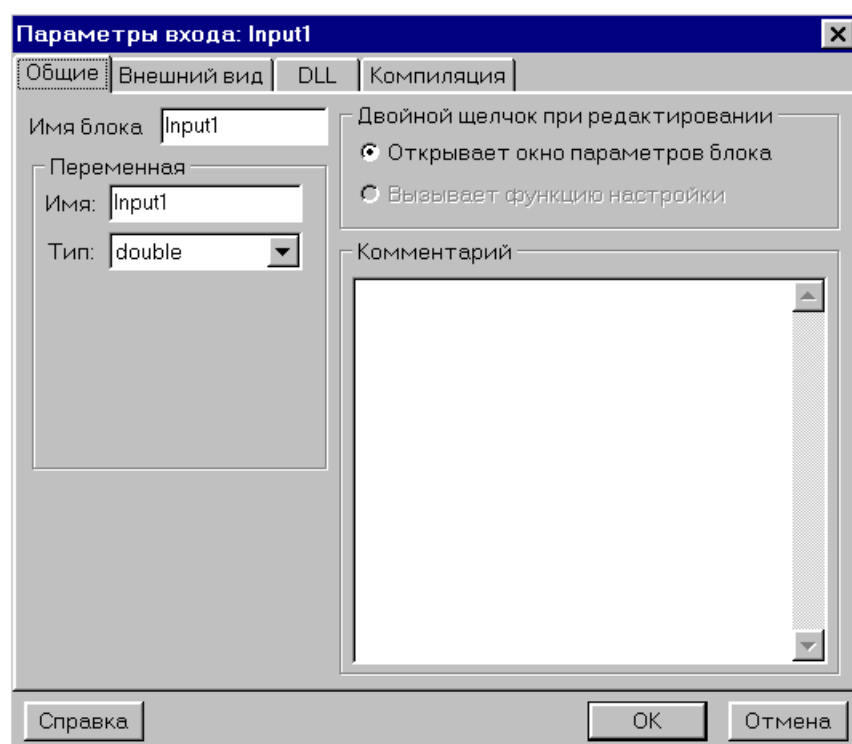 Параметры входа: Input1
Общие Внешний вид DLL Компиляция
Имя блока Input1
Переменная
Имя: Input1
Тип: double
Двойной щелчок при редактировании
Открывает окно параметров блока
Вызывает функцию настройки
Комментарий
Справка OK Отмена